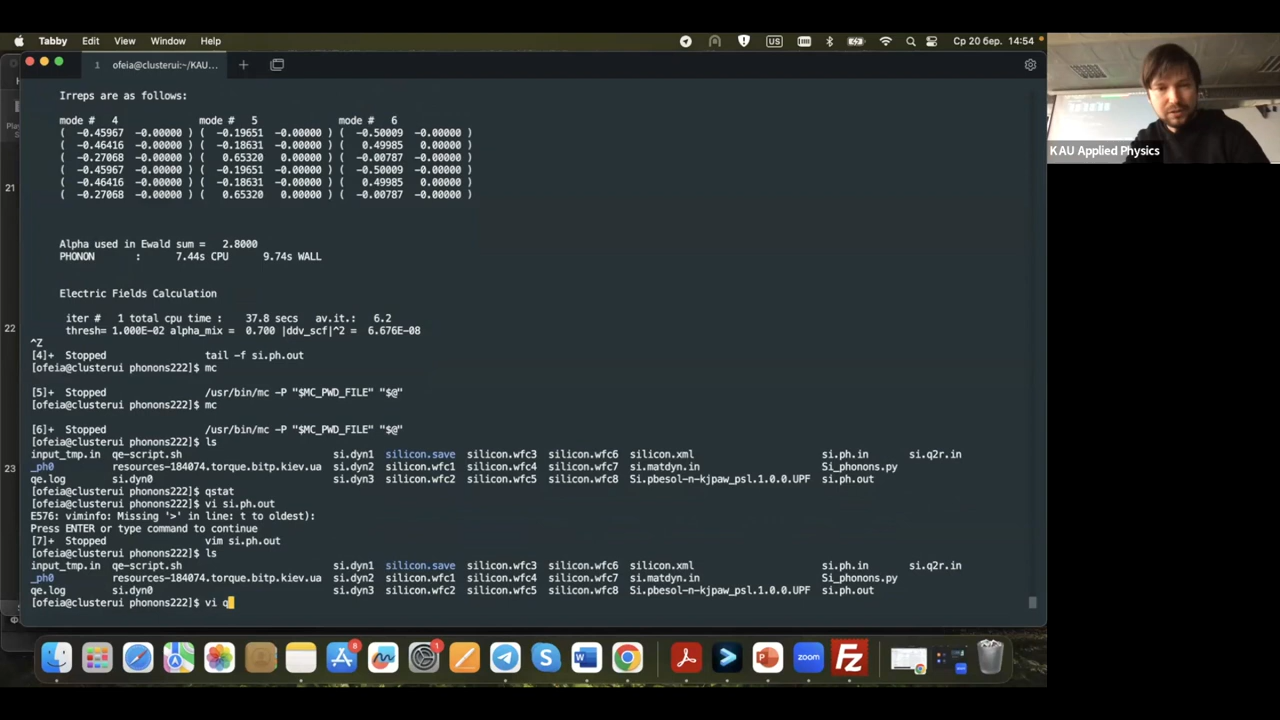 Tabby Edit View Window Help US Ср 20 бер. 14:54
1 ofeia@clusterui:~/KAU...
Irreps are as follows:
mode # 4 mode # 5 mode # 6
( -0.45967 -0.00000 ) ( -0.19651 -0.00000 ) ( -0.50009 -0.00000 )
( -0.46416 -0.00000 ) ( -0.18631 -0.00000 ) ( 0.49985 0.00000 )
( -0.27068 -0.00000 ) ( 0.65320 0.00000 ) ( -0.00787 -0.00000 )
( -0.45967 -0.00000 ) ( -0.19651 -0.00000 ) ( -0.50009 -0.00000 )
( -0.46416 -0.00000 ) ( -0.18631 -0.00000 ) ( 0.49985 0.00000 )
( -0.27068 -0.00000 ) ( 0.65320 0.00000 ) ( -0.00787 -0.00000 )
Alpha used in Ewald sum = 2.8000
PHONON : 7.44s CPU 9.74s WALL
Electric Fields Calculation
iter # 1 total cpu time : 37.8 secs av.it.: 6.2
thresh= 1.000E-02 alpha_mix = 0.700 |ddv_scf|^2 = 6.676E-08
^Z
[4]+ Stopped tail -f si.ph.out
[ofeia@clusterui phonons222]$ mc
[5]+ Stopped /usr/bin/mc -P "$MC_PWD_FILE" "$@"
[ofeia@clusterui phonons222]$ mc
[6]+ Stopped /usr/bin/mc -P "$MC_PWD_FILE" "$@"
[ofeia@clusterui phonons222]$ ls
input_tmp.in qe-script.sh si.dyn1 silicon.save silicon.wfc3 silicon.wfc6 silicon.xml si.ph.in si.q2r.in
_ph0 resources-184074.torque.bitp.kiev.ua si.dyn2 silicon.wfc1 silicon.wfc4 silicon.wfc7 si.matdyn.in Si_phonons.py
qe.log si.dyn0 si.dyn3 silicon.wfc2 silicon.wfc5 silicon.wfc8 Si.pbesol-n-kjpaw_psl.1.0.0.UPF si.ph.out
[ofeia@clusterui phonons222]$ qstat
[ofeia@clusterui phonons222]$ vi si.ph.out
E576: viminfo: Missing '>' in line: t to oldest):
Press ENTER or type command to continue
[7]+ Stopped vim si.ph.out
[ofeia@clusterui phonons222]$ ls
input_tmp.in qe-script.sh si.dyn1 silicon.save silicon.wfc3 silicon.wfc6 silicon.xml si.ph.in si.q2r.in
_ph0 resources-184074.torque.bitp.kiev.ua si.dyn2 silicon.wfc1 silicon.wfc4 silicon.wfc7 si.matdyn.in Si_phonons.py
qe.log si.dyn0 si.dyn3 silicon.wfc2 silicon.wfc5 silicon.wfc8 Si.pbesol-n-kjpaw_psl.1.0.0.UPF si.ph.out
[ofeia@clusterui phonons222]$ vi q
21
22
23
KAU Applied Physics
8
1
zoom